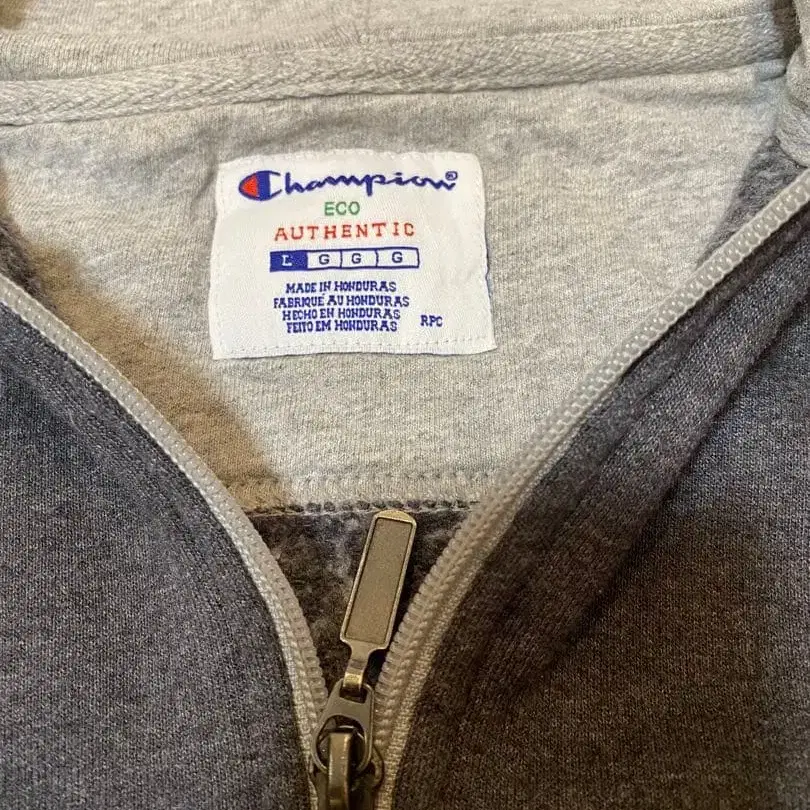 Champion®
ECO
AUTHENTIC
L G G G
MADE IN HONDURAS
FABRIQUE AU HONDURAS
HECHO EN HONDURAS
FEITO EM HONDURAS RPC